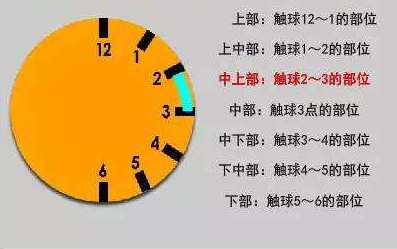 12
1
2
3
4
5
6
上部：触球12～1的部位
上中部：触球1～2的部位
中上部：触球2～3的部位
中部：触球3点的部位
中下部：触球3～4的部位
下中部：触球4～5的部位
下部：触球5～6的部位